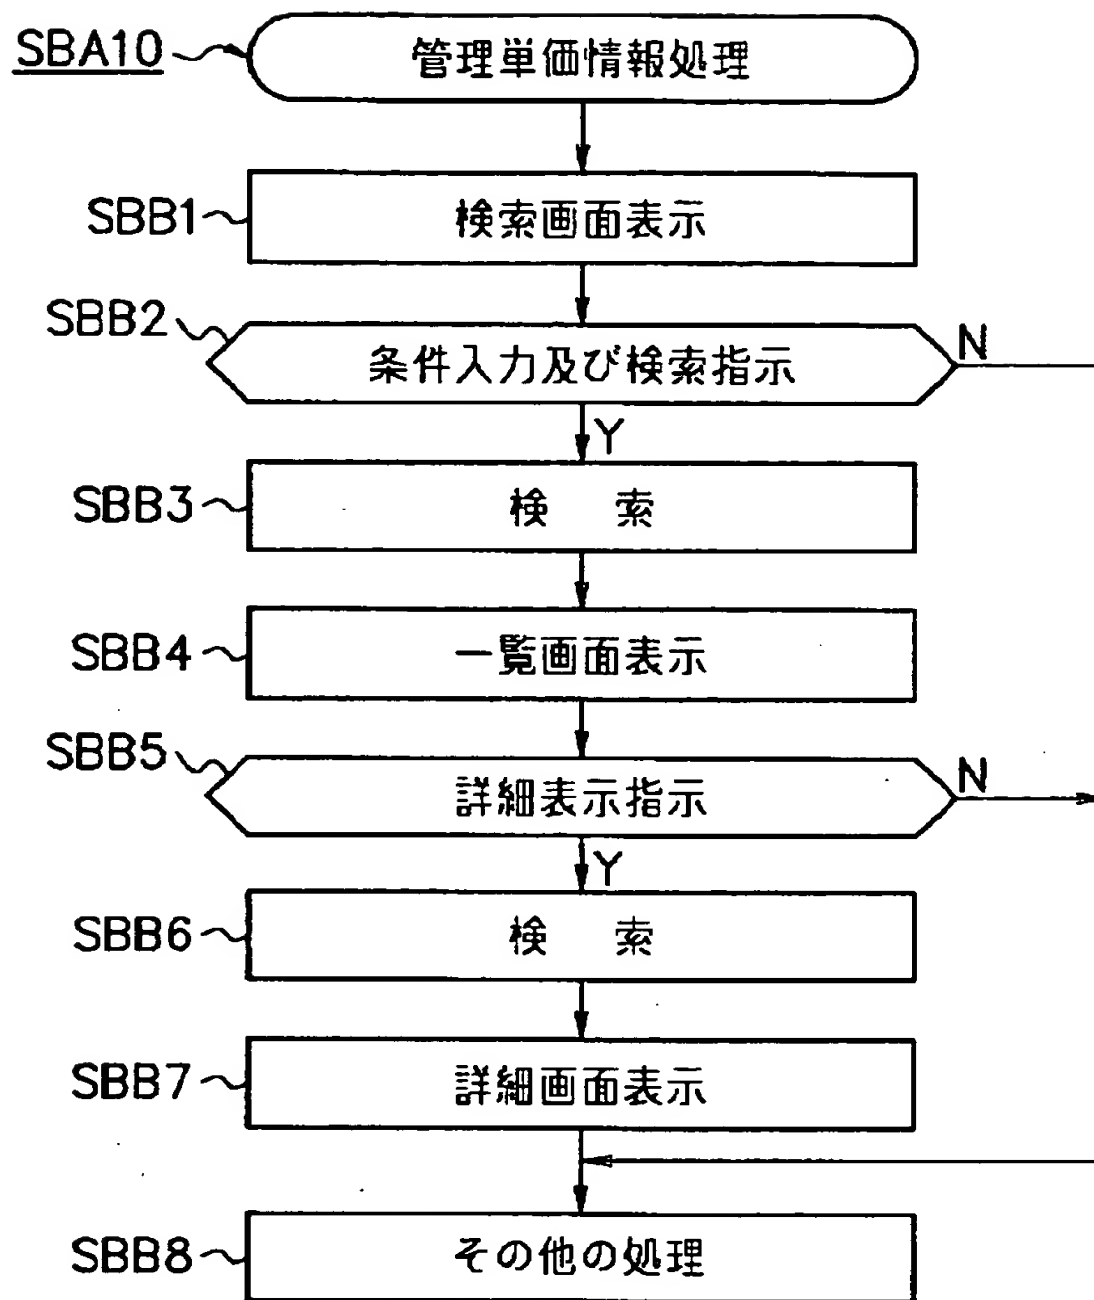 SBA10 管理単価情報処理
SBB1 検索画面表示
SBB2 条件入力及び検索指示 N
Y
SBB3 検 索
SBB4 一覧画面表示
SBB5 詳細表示指示 N
Y
SBB6 検 索
SBB7 詳細画面表示
SBB8 その他の処理